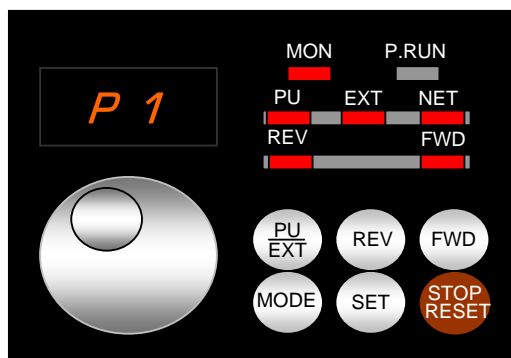 MON P.RUN
P 1
PU EXT NET
REV FWD
PU
EXT
REV FWD
MODE SET STOP
RESET